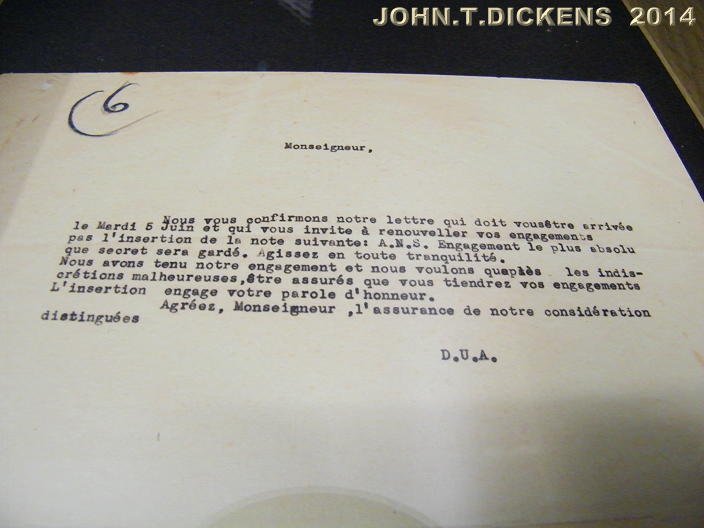 JOHN.T.DICKENS 2014
6
Monseigneur,
Nous vous confirmons notre lettre qui doit vousêtre arrivée
le Mardi 5 Juin et qui vous invite à renouveller vos engagements
pas l'insertion de la note suivante: A.N.S. Engagement le plus absolu
que secret sera gardé. Agissez en toute tranquilité.
Nous avons tenu notre engagement et nous voulons les indis-
crétions malheureuses,être assurés que vous tiendrez vos engagements
L'insertion engage votre parole d'honneur.
Agréez, Monseigneur ,l'assurance de notre considération
distinguées
D.U.A.